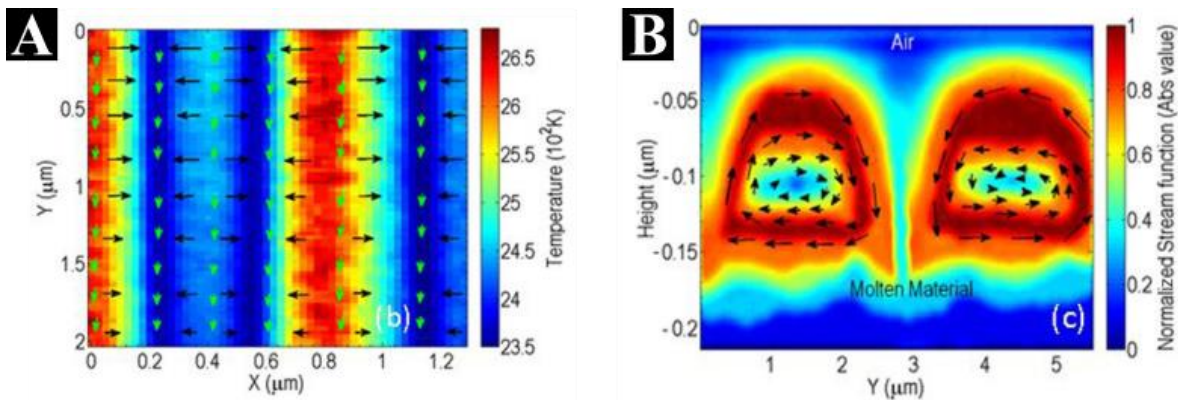 A
0
0.5
1
1.5
2
Y (μm)
0 0.2 0.4 0.6 0.8 1 1.2
X (μm)
(b)
26.5
26
25.5
25
24.5
24
23.5
Temperature (10²K)
B
Air
Molten Material
(c)
0
-0.05
-0.1
-0.15
-0.2
Height (μm)
1 2 3 4 5
Y (μm)
1
0.8
0.6
0.4
0.2
0
Normalized Stream function (Abs value)